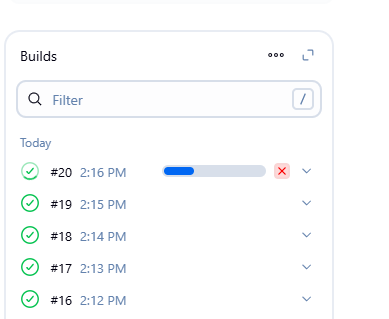 Builds
Filter /
Today
#20 2:16 PM
#19 2:15 PM
#18 2:14 PM
#17 2:13 PM
#16 2:12 PM